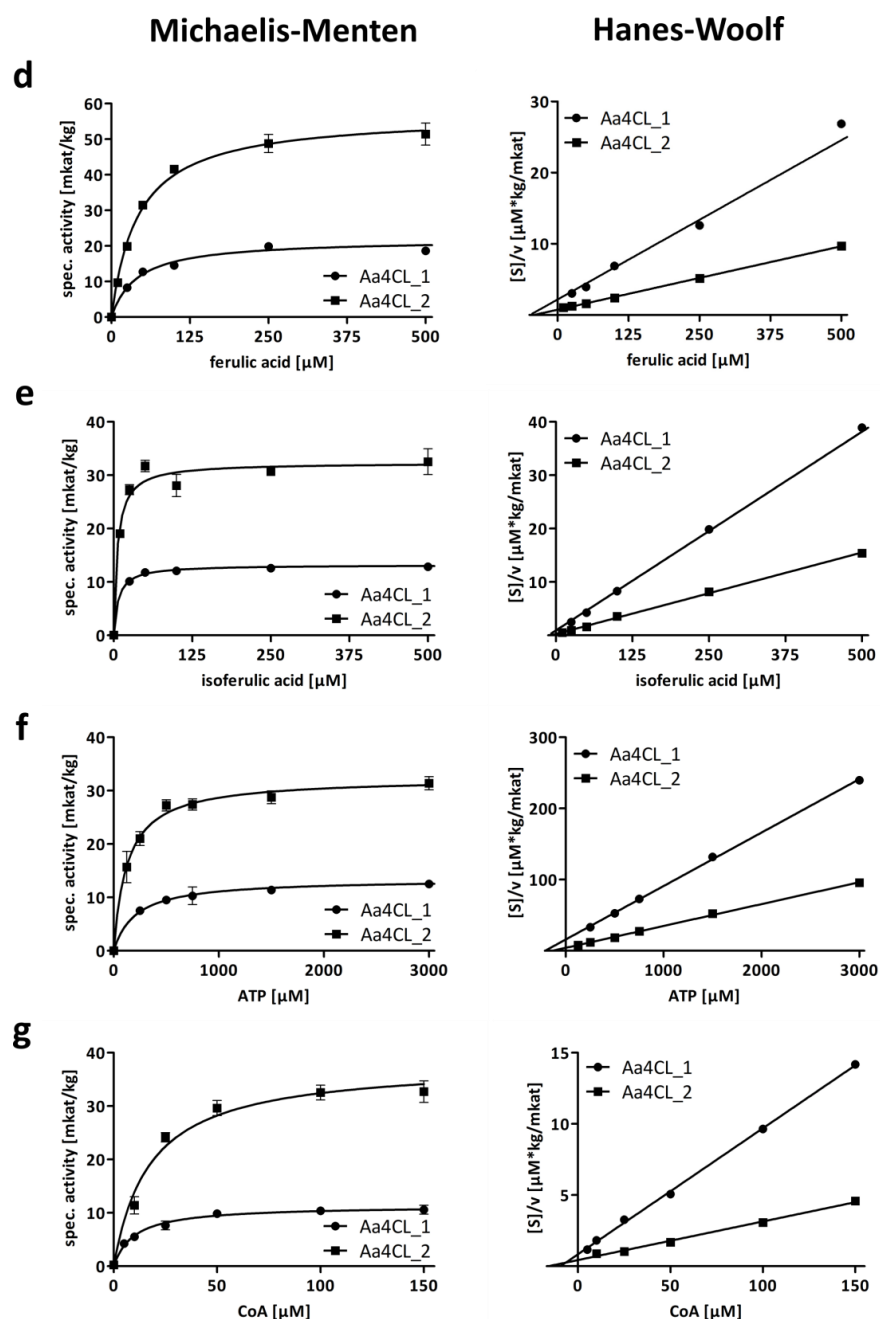 Michaelis-Menten
Hanes-Woolf
d
60
50
40
30
20
10
0
spec. activity [mkat/kg]
Aa4CL_1
Aa4CL_2
0
125
250
375
500
ferulic acid [µM]
30
20
10
[S]/v [µM*kg/mkat]
Aa4CL_1
Aa4CL_2
0
125
250
375
500
ferulic acid [µM]
e
40
30
20
10
0
spec. activity [mkat/kg]
Aa4CL_1
Aa4CL_2
0
125
250
375
500
isoferulic acid [µM]
40
30
20
10
[S]/v [µM*kg/mkat]
Aa4CL_1
Aa4CL_2
0
125
250
375
500
isoferulic acid [µM]
f
40
30
20
10
0
spec. activity [mkat/kg]
Aa4CL_1
Aa4CL_2
0
1000
2000
3000
ATP [µM]
300
200
100
[S]/v [µM*kg/mkat]
Aa4CL_1
Aa4CL_2
0
1000
2000
3000
ATP [µM]
g
40
30
20
10
0
spec. activity [mkat/kg]
Aa4CL_1
Aa4CL_2
0
50
100
150
CoA [µM]
15
10
5
[S]/v [µM*kg/mkat]
Aa4CL_1
Aa4CL_2
0
50
100
150
CoA [µM]